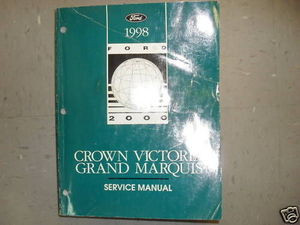 Ford
1998
FORD
2000
CROWN VICTORIA
GRAND MARQUIS
SERVICE MANUAL